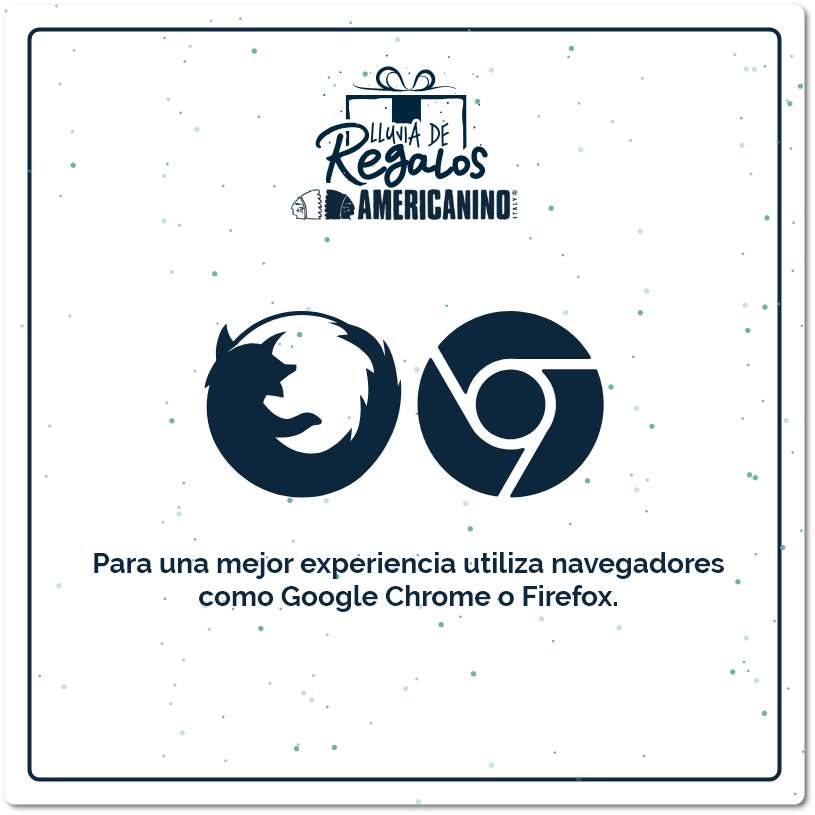 LLUVIA DE
Regalos
AMERICANINO
ITALY®
Para una mejor experiencia utiliza navegadores
como Google Chrome o Firefox.